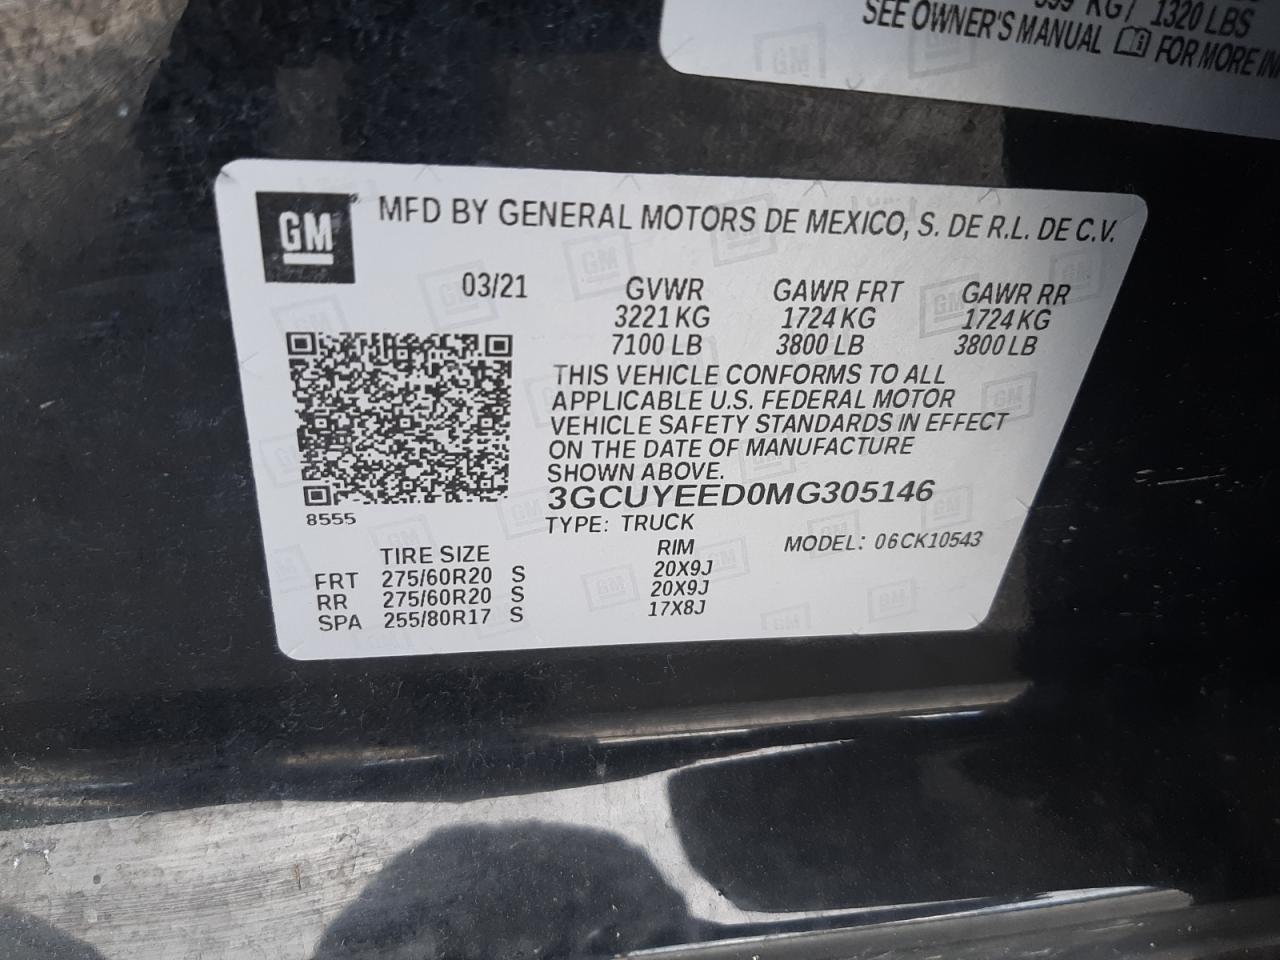 KG / 1320 LBS
SEE OWNER'S MANUAL FOR MORE
GM
MFD BY GENERAL MOTORS DE MEXICO, S. DE R.L. DE C.V.
03/21 GVWR GAWR FRT GAWR RR
3221 KG 1724 KG 1724 KG
7100 LB 3800 LB 3800 LB
THIS VEHICLE CONFORMS TO ALL
APPLICABLE U.S. FEDERAL MOTOR
VEHICLE SAFETY STANDARDS IN EFFECT
ON THE DATE OF MANUFACTURE
SHOWN ABOVE.
3GCUYEED0MG305146
8555
TYPE: TRUCK
MODEL: 06CK10543
TIRE SIZE RIM
FRT 275/60R20 S 20X9J
RR 275/60R20 S 20X9J
SPA 255/80R17 S 17X8J